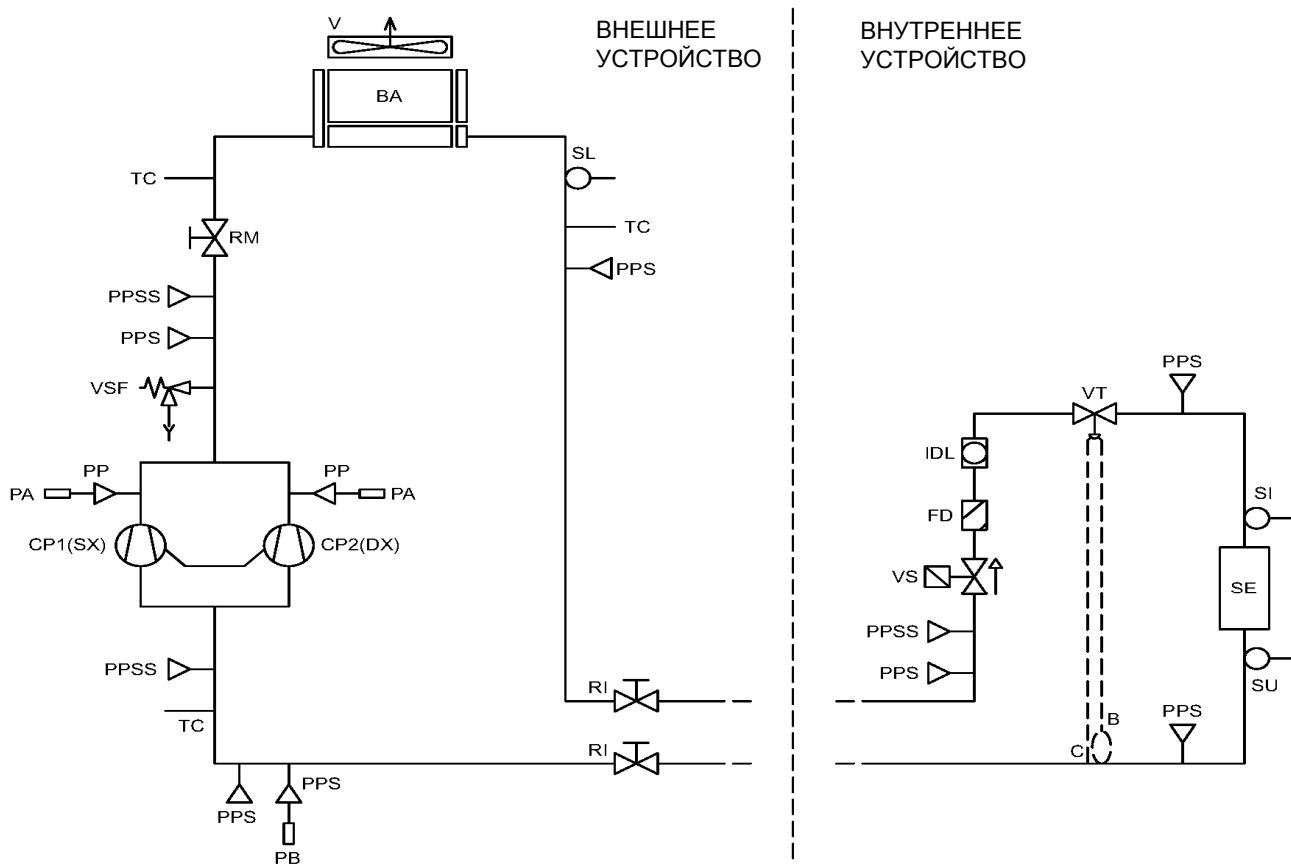 V
ВНЕШНЕЕ
УСТРОЙСТВО
ВНУТРЕННЕЕ
УСТРОЙСТВО
BA
SL
TC
TC
RM
PPS
PPSS
PPS
VSF
PPS
VT
IDL
PP
PP
PA
PA
SI
FD
CP1(SX)
CP2(DX)
VS
SE
PPSS
PPSS
PPS
RI
SU
TC
B
PPS
RI
C
PPS
PPS
PB